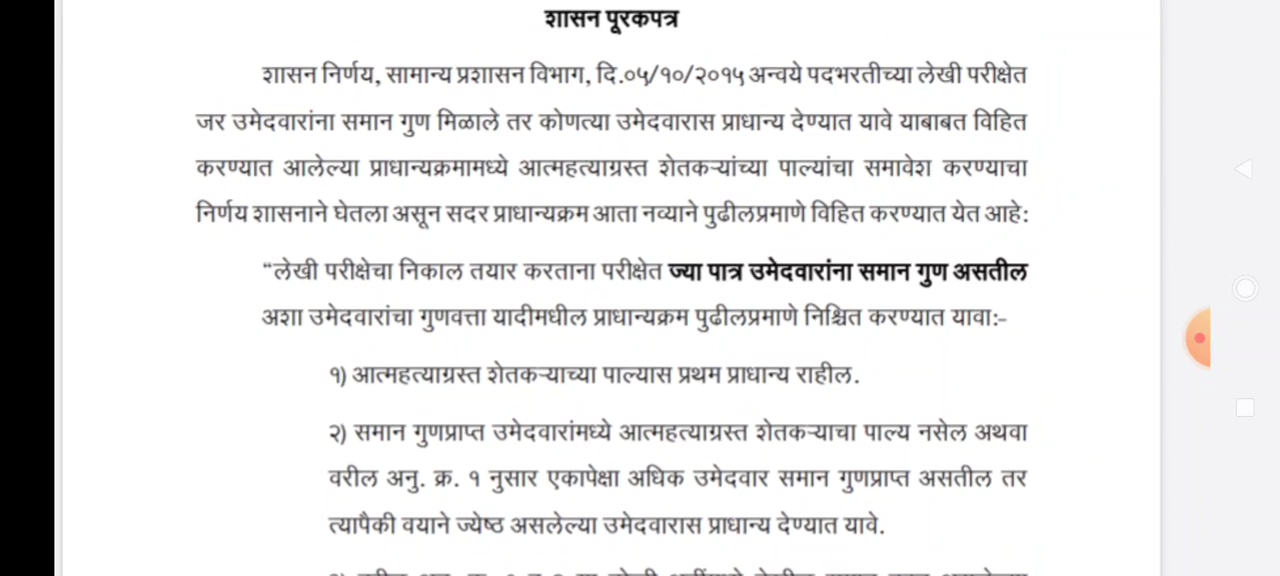 शासन पूरकपत्र
शासन निर्णय, सामान्य प्रशासन विभाग, दि.०५/१०/२०१५ अन्वये पदभरतीच्या लेखी परीक्षेत
जर उमेदवारांना समान गुण मिळाले तर कोणत्या उमेदवारास प्राधान्य देण्यात यावे याबाबत विहित
करण्यात आलेल्या प्राधान्यक्रमामध्ये आत्महत्याग्रस्त शेतकऱ्यांच्या पाल्यांचा समावेश करण्याचा
निर्णय शासनाने घेतला असून सदर प्राधान्यक्रम आता नव्याने पुढीलप्रमाणे विहित करण्यात येत आहे:
"लेखी परीक्षेचा निकाल तयार करताना परीक्षेत ज्या पात्र उमेदवारांना समान गुण असतील
अशा उमेदवारांचा गुणवत्ता यादीमधील प्राधान्यक्रम पुढीलप्रमाणे निश्चित करण्यात यावा:-
१) आत्महत्याग्रस्त शेतकऱ्याच्या पाल्यास प्रथम प्राधान्य राहील.
२) समान गुणप्राप्त उमेदवारांमध्ये आत्महत्याग्रस्त शेतकऱ्याचा पाल्य नसेल अथवा
वरील अनु. क्र. १ नुसार एकापेक्षा अधिक उमेदवार समान गुणप्राप्त असतील तर
त्यापैकी वयाने ज्येष्ठ असलेल्या उमेदवारास प्राधान्य देण्यात यावे.